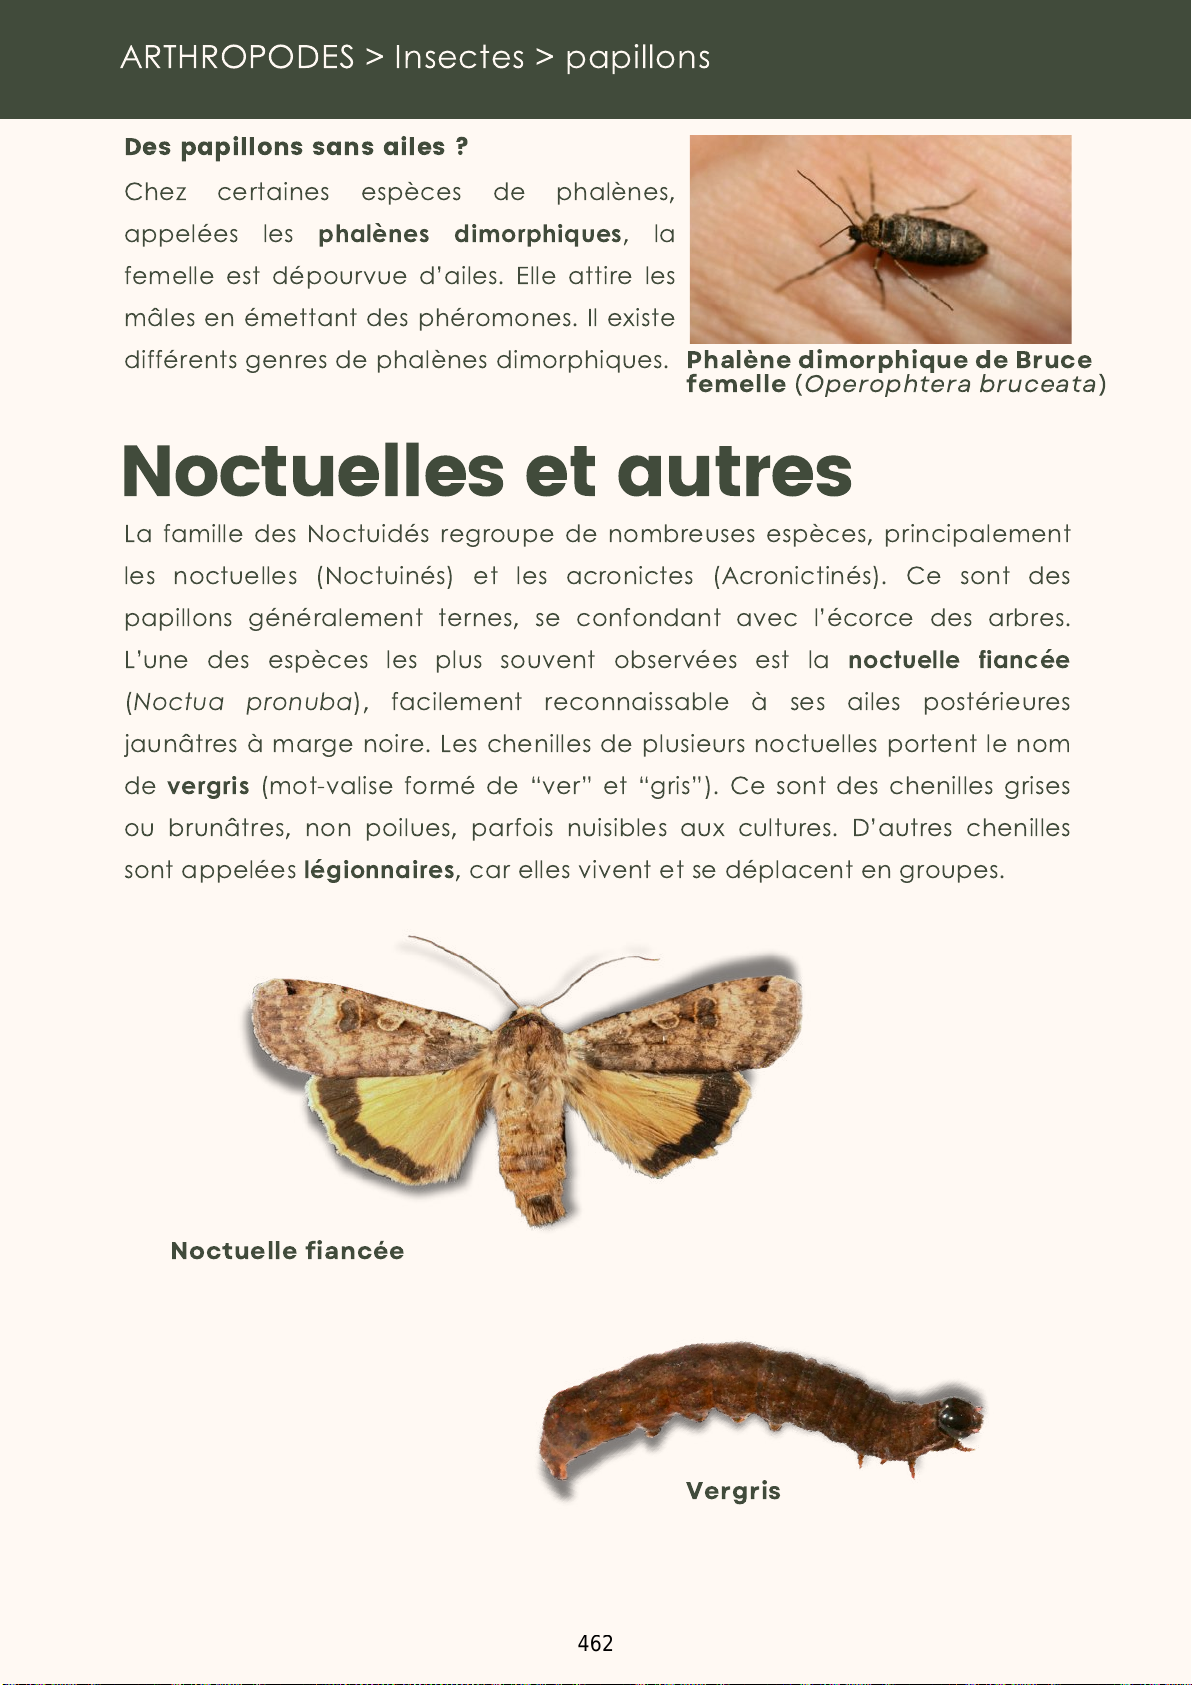 ARTHROPODES > Insectes > papillons
Des papillons sans ailes ?
Chez certaines espèces de phalènes,
appelées les phalènes dimorphiques, la
femelle est dépourvue d’ailes. Elle attire les
mâles en émettant des phéromones. Il existe
différents genres de phalènes dimorphiques.
Phalène dimorphique de Bruce
femelle (Operophtera bruceata)
Noctuelles et autres
La famille des Noctuidés regroupe de nombreuses espèces, principalement
les noctuelles (Noctuinés) et les acronictes (Acronictinés). Ce sont des
papillons généralement ternes, se confondant avec l’écorce des arbres.
L’une des espèces les plus souvent observées est la noctuelle fiancée
(Noctua pronuba), facilement reconnaissable à ses ailes postérieures
jaunâtres à marge noire. Les chenilles de plusieurs noctuelles portent le nom
de vergris (mot-valise formé de “ver” et “gris”). Ce sont des chenilles grises
ou brunâtres, non poilues, parfois nuisibles aux cultures. D’autres chenilles
sont appelées légionnaires, car elles vivent et se déplacent en groupes.
Noctuelle fiancée
Vergris
462